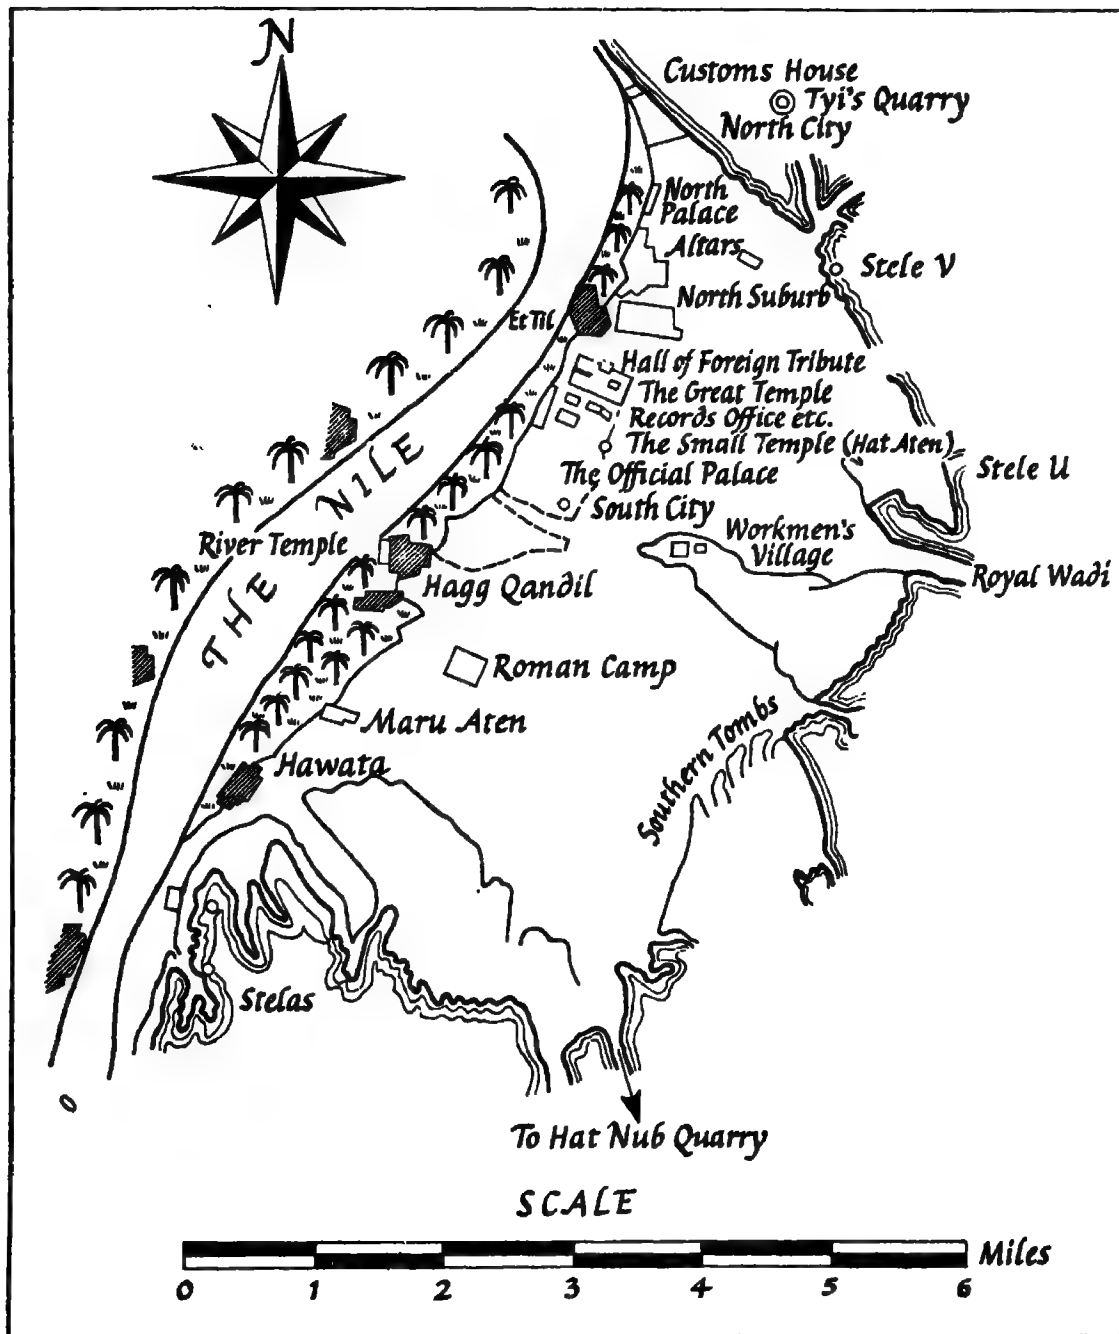 N
Customs House
Tyi's Quarry
North City
North
Palace
Altars
Stele V
North Suburb
Et Til
Hall of Foreign Tribute
The Great Temple
Records Office etc.
The Small Temple (Hat Aten)
The Official Palace
Stele U
South City
THE NILE
River Temple
Workmen's
Village
Royal Wadi
Hagg Qandil
Roman Camp
Maru Aten
Southern Tombs
Hawata
Stelas
To Hat Nub Quarry
SCALE
Miles
0 1 2 3 4 5 6